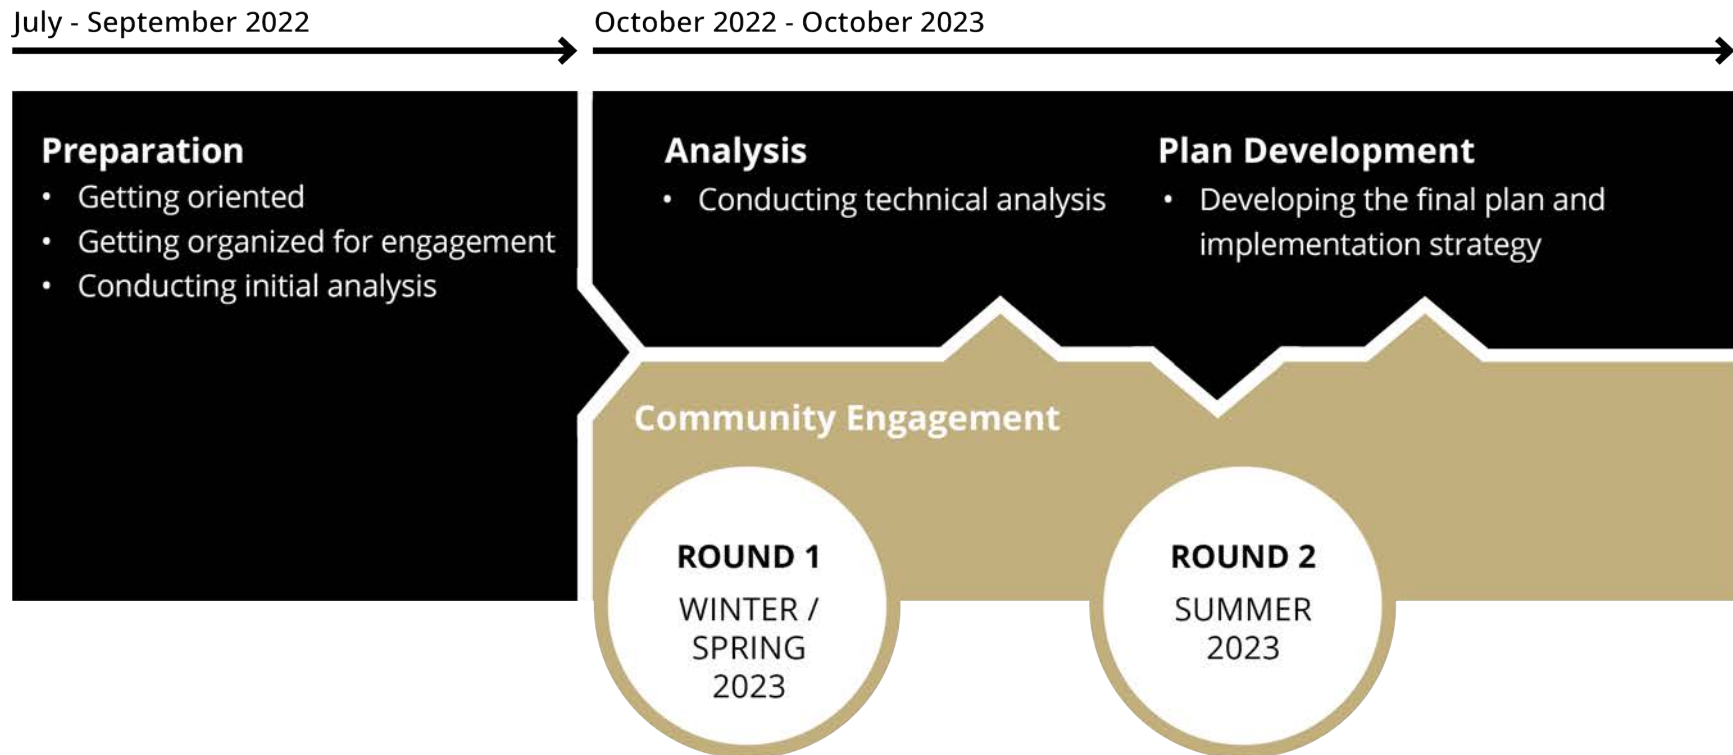 July - September 2022
October 2022 - October 2023
Preparation
• Getting oriented
• Getting organized for engagement
• Conducting initial analysis
Analysis
• Conducting technical analysis
Plan Development
• Developing the final plan and
implementation strategy
Community Engagement
ROUND 1
WINTER /
SPRING
2023
ROUND 2
SUMMER
2023